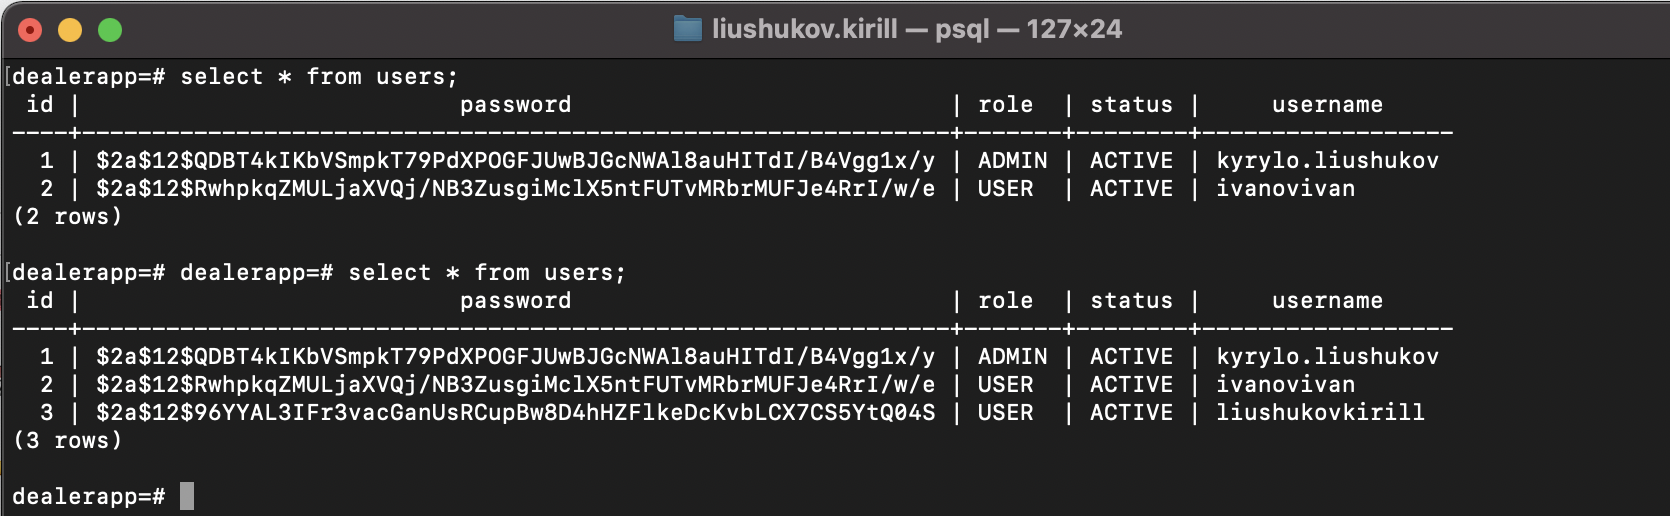 liushukov.kirill — psql — 127×24
[dealerapp=# select * from users;
 id |                           password                           | role  | status |     username
----+--------------------------------------------------------------+-------+--------+------------------
  1 | $2a$12$QDBT4kIKbVSmpkT79PdXPOGFJUwBJGcNWAl8auHITdI/B4Vgg1x/y | ADMIN | ACTIVE | kyrylo.liushukov
  2 | $2a$12$RwhpkqZMULjaXVQj/NB3ZusgiMclX5ntFUTvMRbrMUFJe4RrI/w/e | USER  | ACTIVE | ivanovivan
(2 rows)
[dealerapp=# dealerapp=# select * from users;
 id |                           password                           | role  | status |     username
----+--------------------------------------------------------------+-------+--------+------------------
  1 | $2a$12$QDBT4kIKbVSmpkT79PdXPOGFJUwBJGcNWAl8auHITdI/B4Vgg1x/y | ADMIN | ACTIVE | kyrylo.liushukov
  2 | $2a$12$RwhpkqZMULjaXVQj/NB3ZusgiMclX5ntFUTvMRbrMUFJe4RrI/w/e | USER  | ACTIVE | ivanovivan
  3 | $2a$12$96YYAL3IFr3vacGanUsRCupBw8D4hHZFlkeDcKvbLCX7CS5YtQ04S | USER  | ACTIVE | liushukovkirill
(3 rows)
dealerapp=#